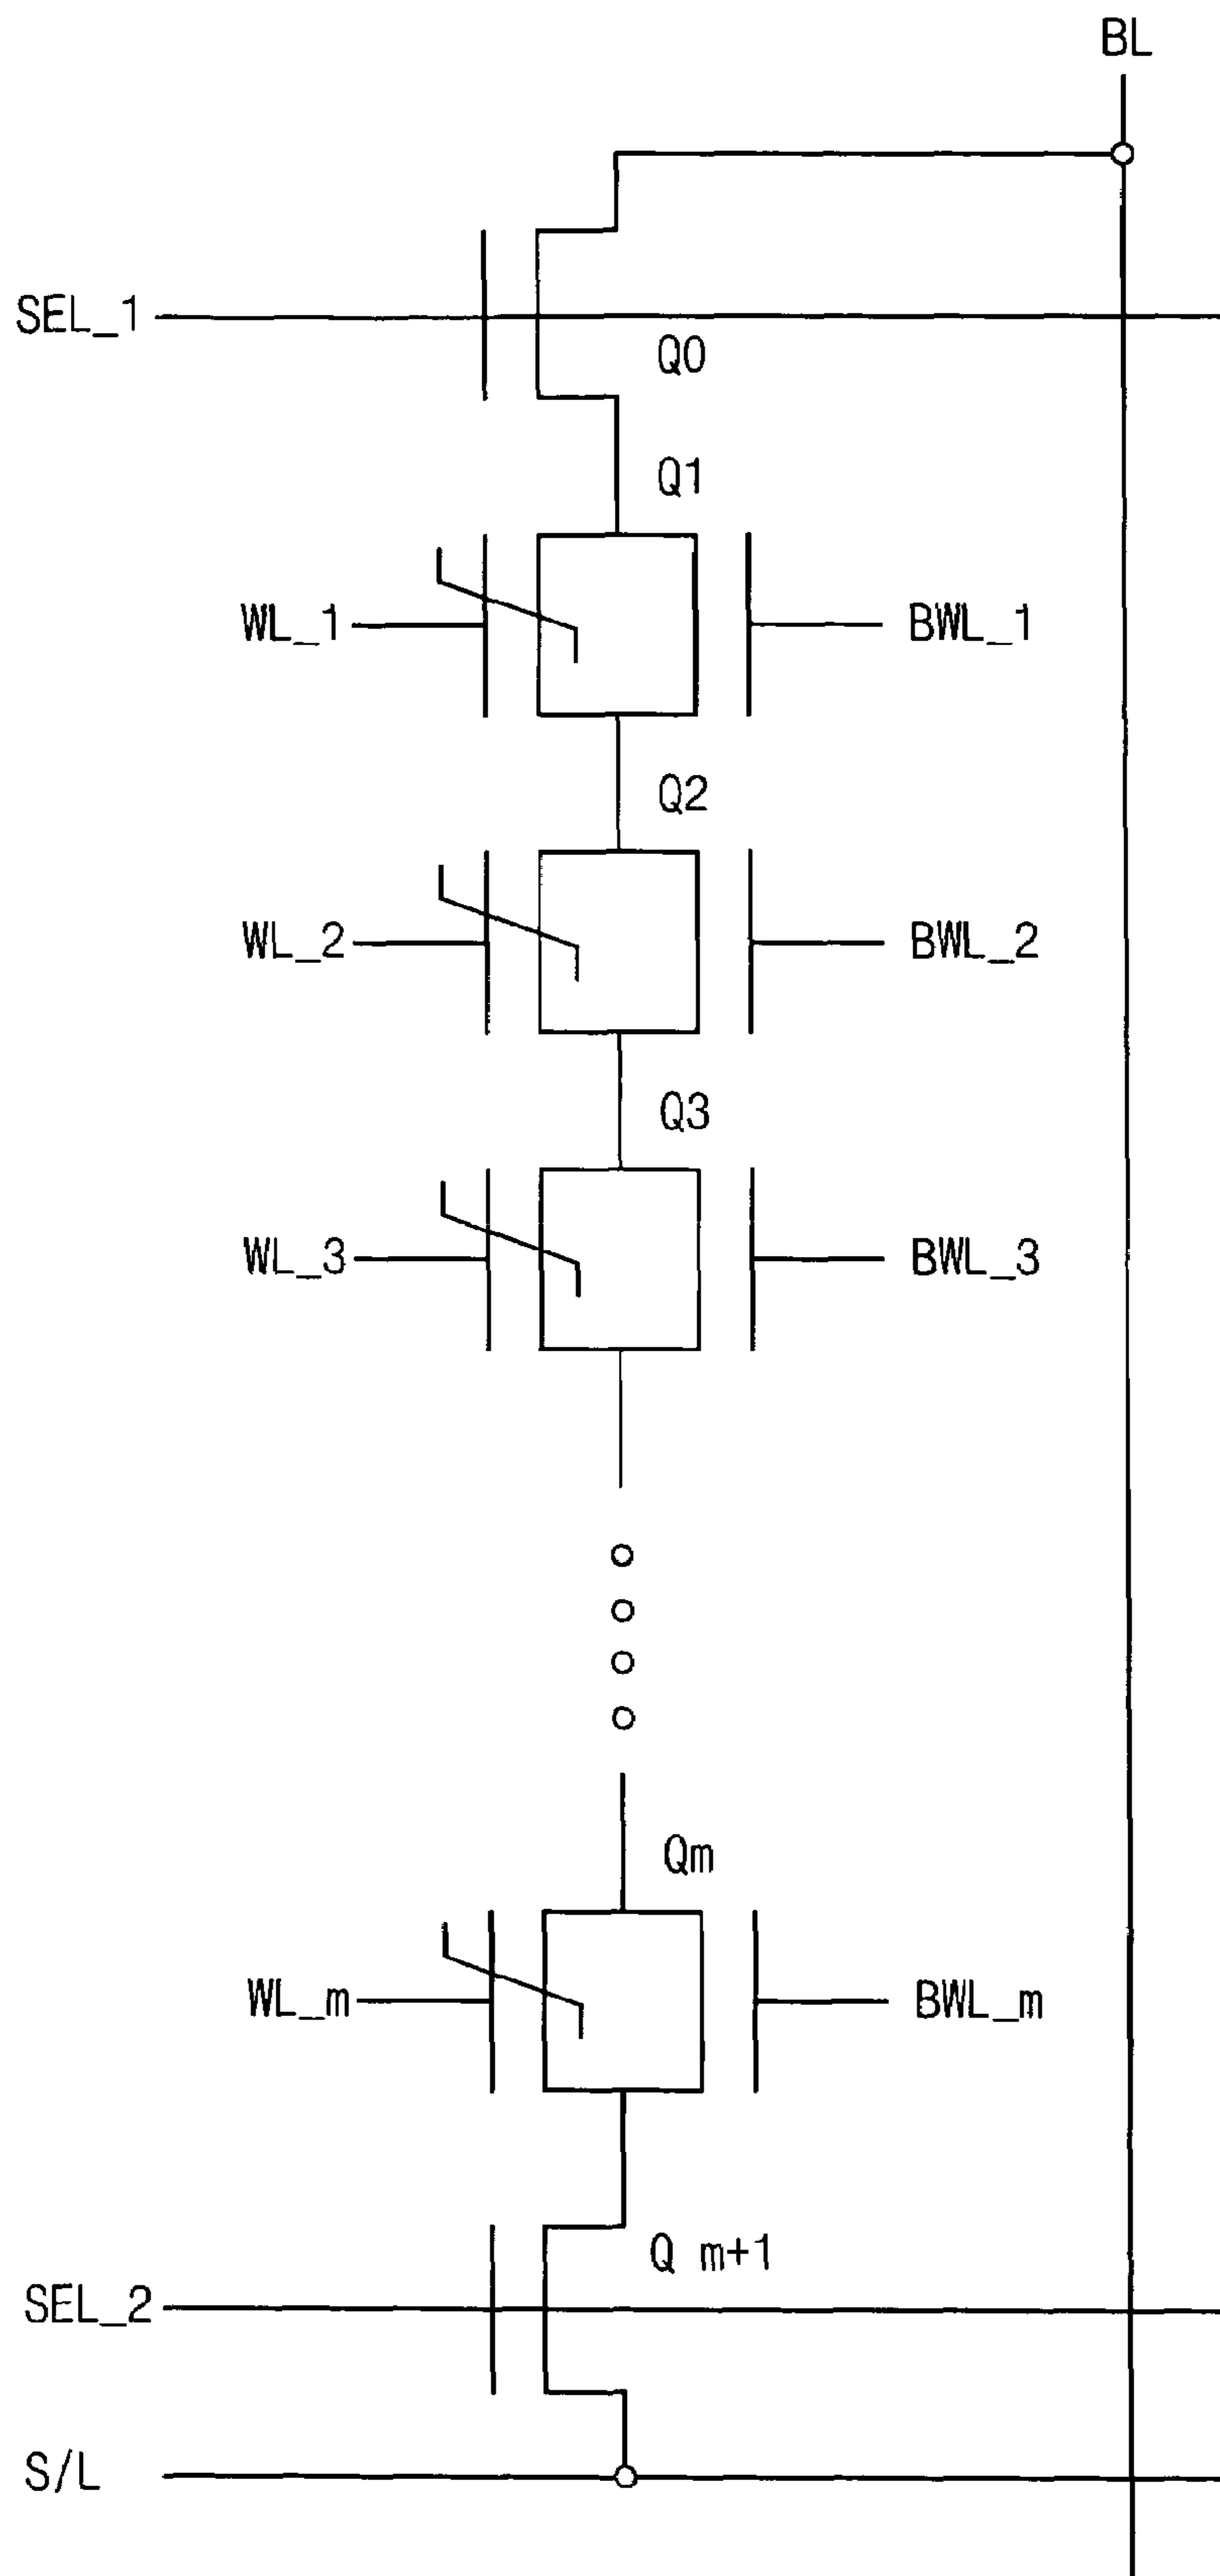 BL
SEL_1
Q0
Q1
WL_1 BWL_1
Q2
WL_2 BWL_2
Q3
WL_3 BWL_3
Qm
WL_m BWL_m
Q m+1
SEL_2
S/L